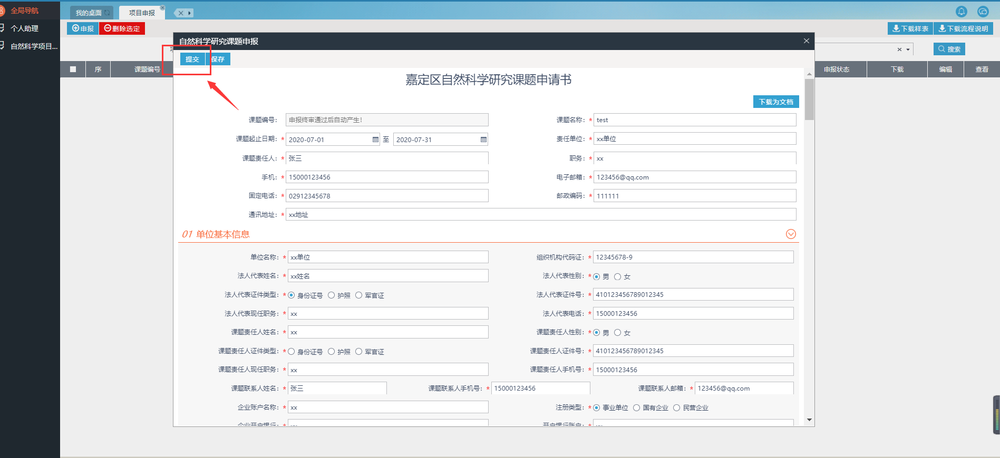 全局导航
我的桌面
项目申报
个人助理
申报
删除选定
下载样表
下载流程说明
自然科学项目...
自然科学研究课题申报
搜索
提交
保存
序
课题编号
申报状态
下载
编辑
查看
嘉定区自然科学研究课题申请书
下载为文档
课题编号: 申报终审通过后自动产生!
课题名称: * test
课题起止日期: * 2020-07-01 至 2020-07-31
责任单位: * xx单位
课题责任人: * 张三
职务: * xx
手机: * 15000123456
电子邮箱: * 123456@qq.com
固定电话: * 02912345678
邮政编码: * 111111
通讯地址: * xx地址
01 单位基本信息
单位名称: * xx单位
组织机构代码证: * 12345678-9
法人代表姓名: * xx姓名
法人代表性别: * 男 女
法人代表证件类型: * 身份证号 护照 军官证
法人代表证件号: * 410123456789012345
法人代表现任职务: * xx
法人代表电话: * 15000123456
课题责任人姓名: * xx
课题责任人性别: * 男 女
课题责任人证件类型: * 身份证号 护照 军官证
课题责任人证件号: * 410123456789012345
课题责任人现任职务: * xx
课题责任人手机号: * 15000123456
课题联系人姓名: * 张三
课题联系人手机号: * 15000123456
课题联系人邮箱: * 123456@qq.com
企业账户名称: * xx
注册类型: * 事业单位 国有企业 民营企业
企业开户银行: * xx
开户银行账户: * xx